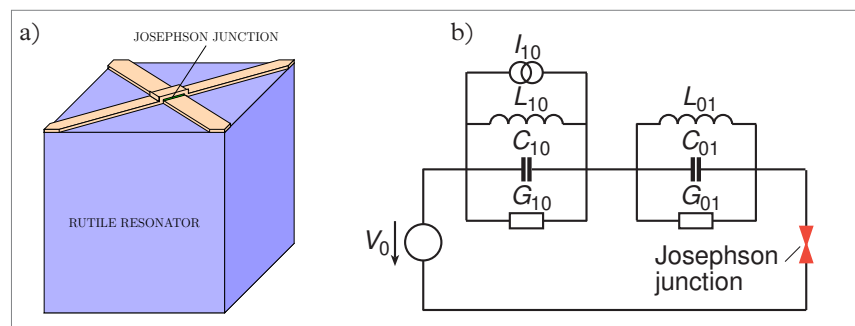 a)
JOSEPHSON JUNCTION
RUTILE RESONATOR
b)
I10
L10
C10
G10
L01
C01
G01
V0
Josephson
junction